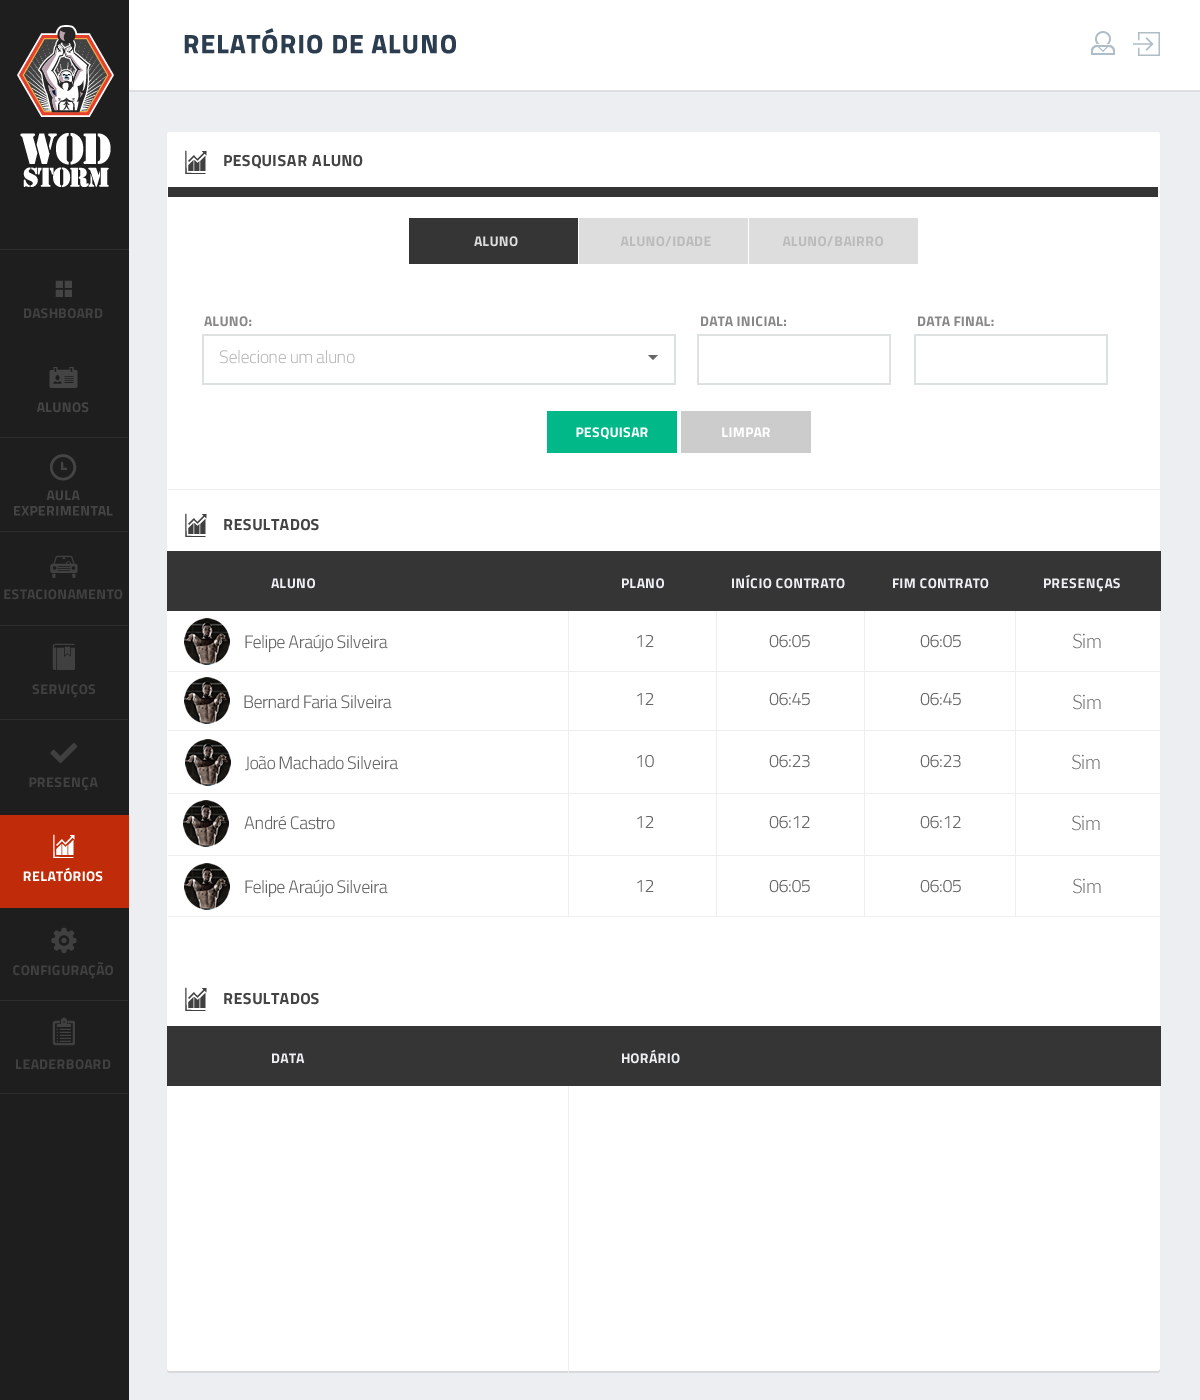 WOD
STORM
DASHBOARD
ALUNOS
AULA
EXPERIMENTAL
ESTACIONAMENTO
SERVIÇOS
PRESENÇA
RELATÓRIOS
CONFIGURAÇÃO
LEADERBOARD
RELATÓRIO DE ALUNO
PESQUISAR ALUNO
ALUNO ALUNO/IDADE ALUNO/BAIRRO
ALUNO: DATA INICIAL: DATA FINAL:
Selecione um aluno
PESQUISAR LIMPAR
RESULTADOS
ALUNO PLANO INÍCIO CONTRATO FIM CONTRATO PRESENÇAS
Felipe Araújo Silveira 12 06:05 06:05 Sim
Bernard Faria Silveira 12 06:45 06:45 Sim
João Machado Silveira 10 06:23 06:23 Sim
André Castro 12 06:12 06:12 Sim
Felipe Araújo Silveira 12 06:05 06:05 Sim
RESULTADOS
DATA HORÁRIO